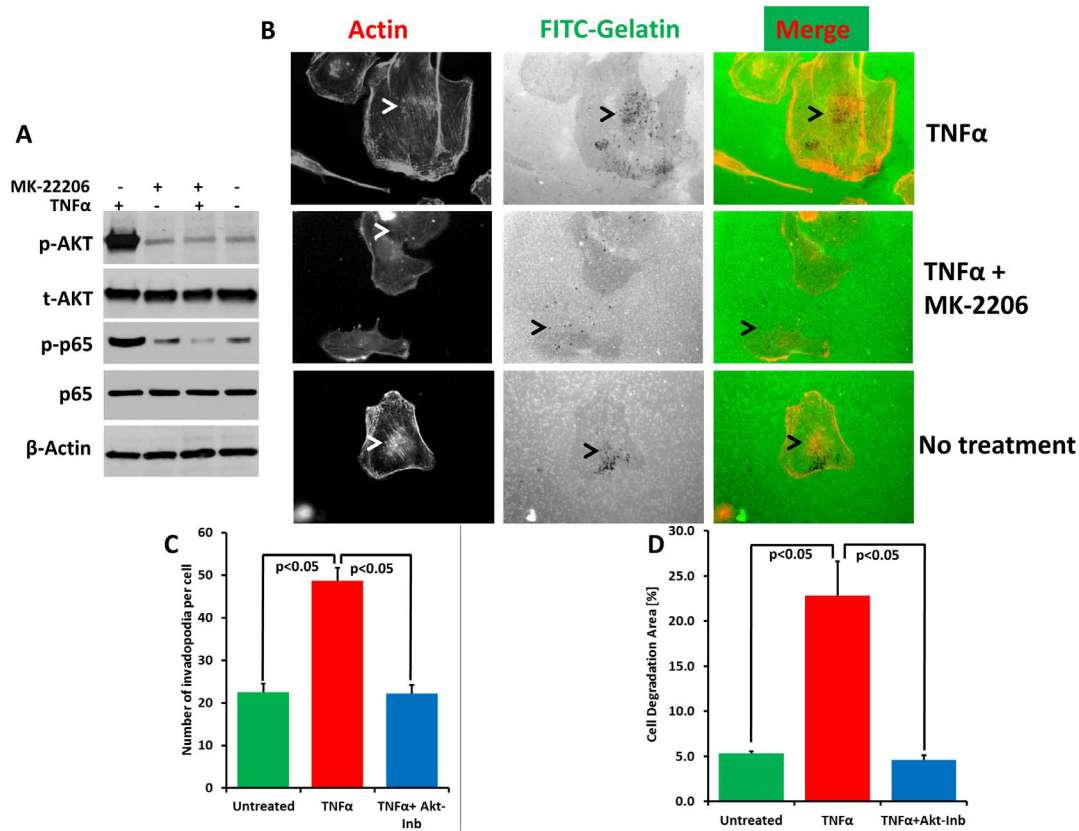 A
MK-22206 - + + -
TNFα + - + -
p-AKT
t-AKT
p-p65
p65
β-Actin
B
Actin FITC-Gelatin Merge
TNFα
TNFα +
MK-2206
No treatment
C
Number of invadopodia per cell
60
50
40
30
20
10
0
p<0.05 p<0.05
Untreated TNFα TNFα+ Akt-
Inb
D
Cell Degradation Area [%]
30.0
25.0
20.0
15.0
10.0
5.0
0.0
p<0.05 p<0.05
Untreated TNFα TNFα+Akt-Inb